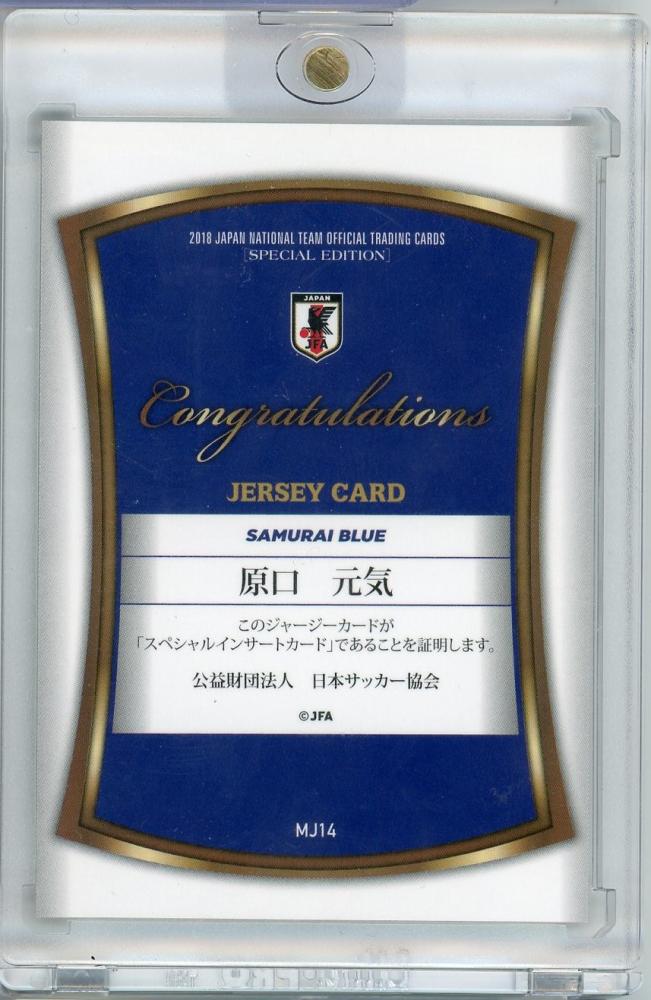 2018 JAPAN NATIONAL TEAM OFFICIAL TRADING CARDS
[SPECIAL EDITION]
JAPAN
JFA
Congratulations
JERSEY CARD
SAMURAI BLUE
原口　元気
このジャージーカードが
「スペシャルインサートカード」であることを証明します。
公益財団法人　日本サッカー協会
©JFA
MJ14